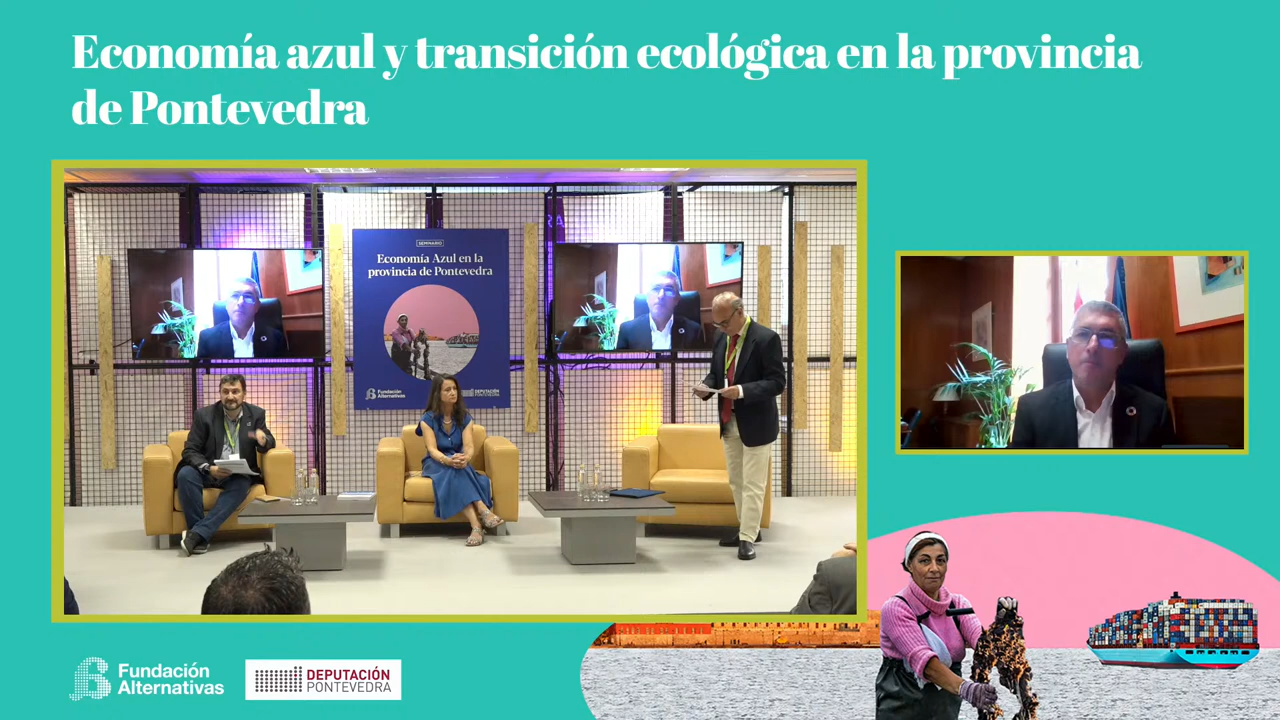 Economía azul y transición ecológica en la provincia
de Pontevedra
SEMINARIO
Economía Azul en la
provincia de Pontevedra
Fundación
Alternativas
DEPUTACIÓN
PONTEVEDRA
Fundación
Alternativas
DEPUTACIÓN
PONTEVEDRA